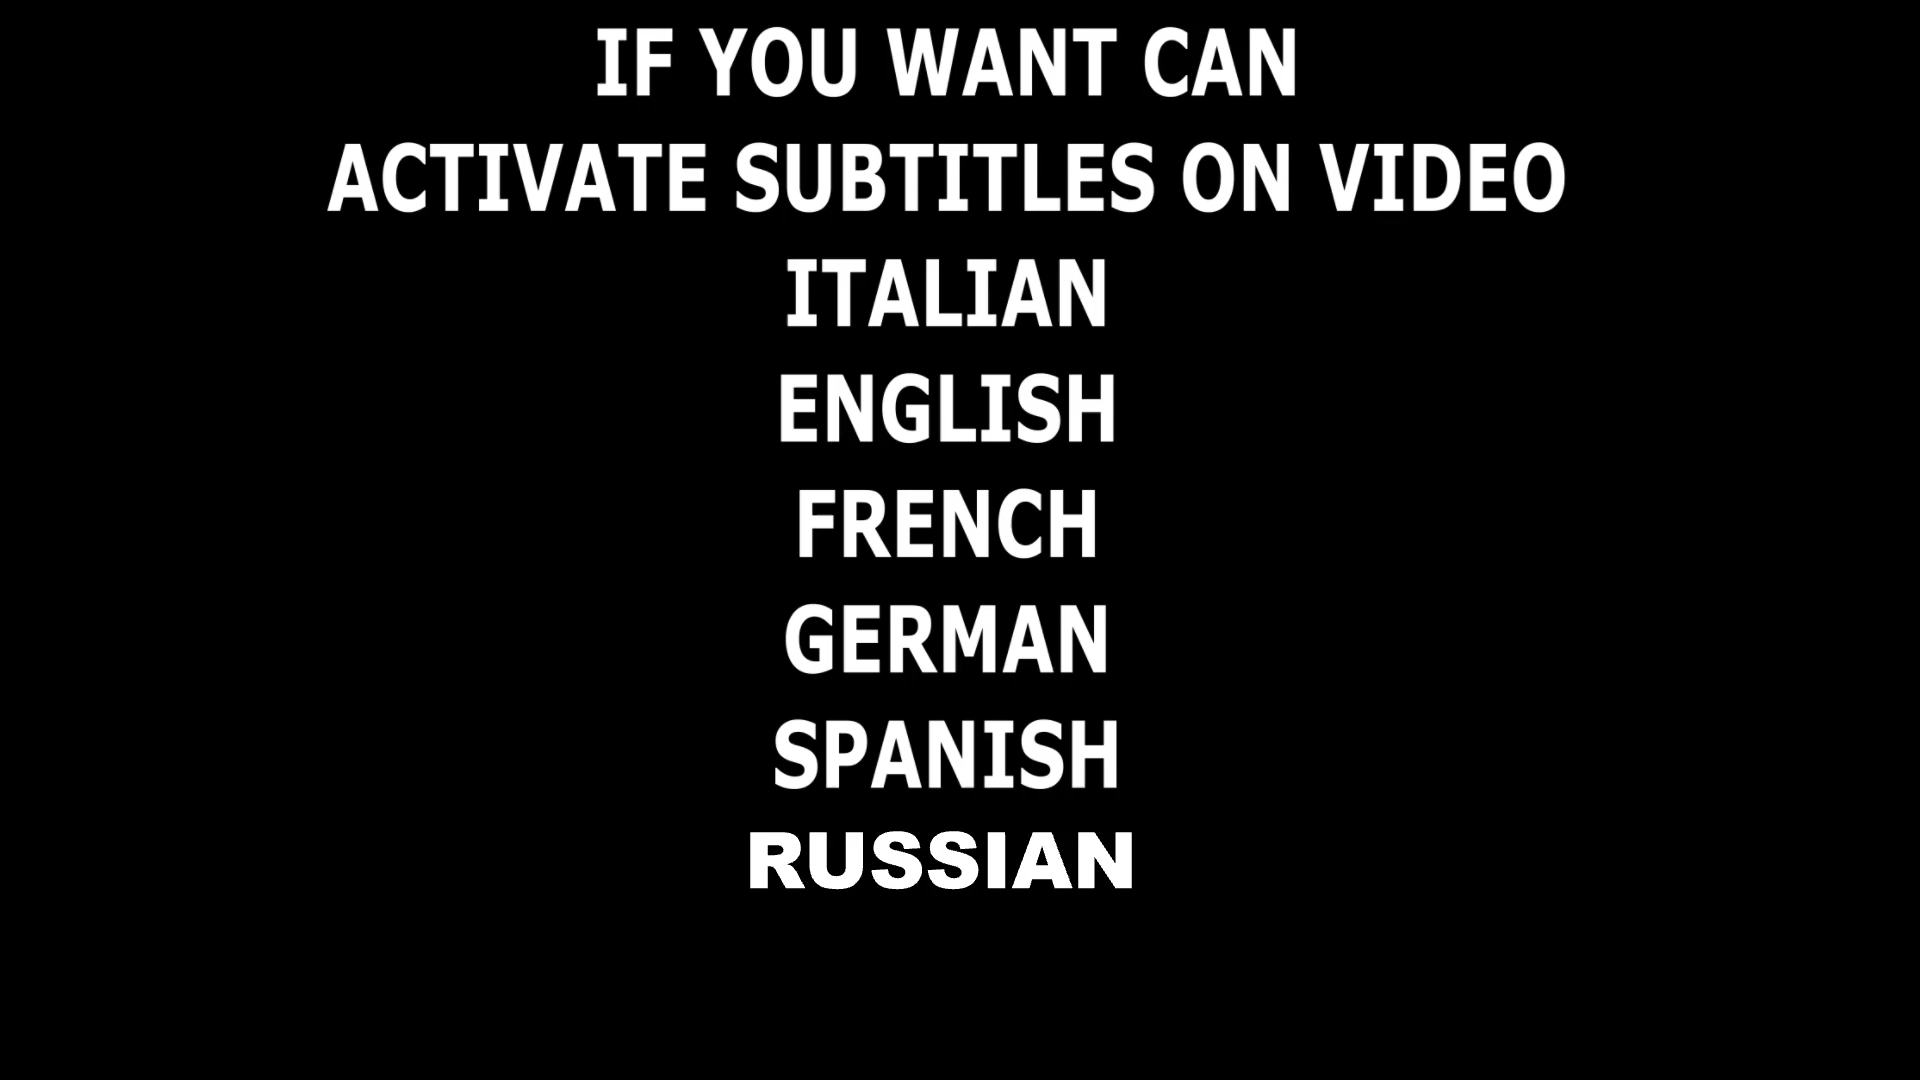 IF YOU WANT CAN
ACTIVATE SUBTITLES ON VIDEO
ITALIAN
ENGLISH
FRENCH
GERMAN
SPANISH
RUSSIAN